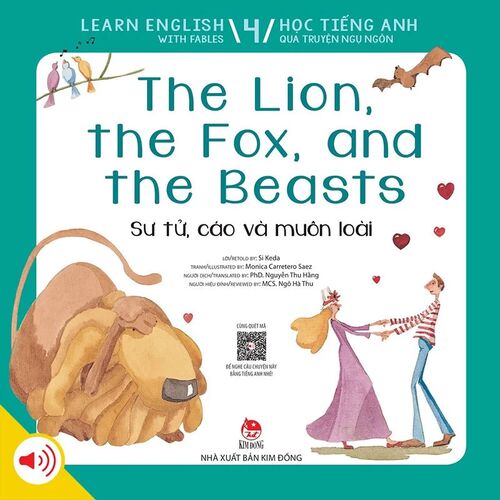 LEARN ENGLISH
WITH FABLES
\4/
HỌC TIẾNG ANH
QUA TRUYỆN NGỤ NGÔN
The Lion,
the Fox, and
the Beasts
Sư tử, cáo và muôn loài
LỜI/RETOLD BY: Si Keda
TRANH/ILLUSTRATED BY: Monica Carretero Saez
NGƯỜI DỊCH/TRANSLATED BY: PhD. Nguyễn Thu Hằng
NGƯỜI HIỆU ĐÍNH/REVIEWED BY: MCS. Ngô Hà Thu
CÙNG QUÉT MÃ
ĐỂ NGHE CÂU CHUYỆN NÀY
BẰNG TIẾNG ANH NHÉ!
KIM ĐỒNG
NHÀ XUẤT BẢN KIM ĐỒNG